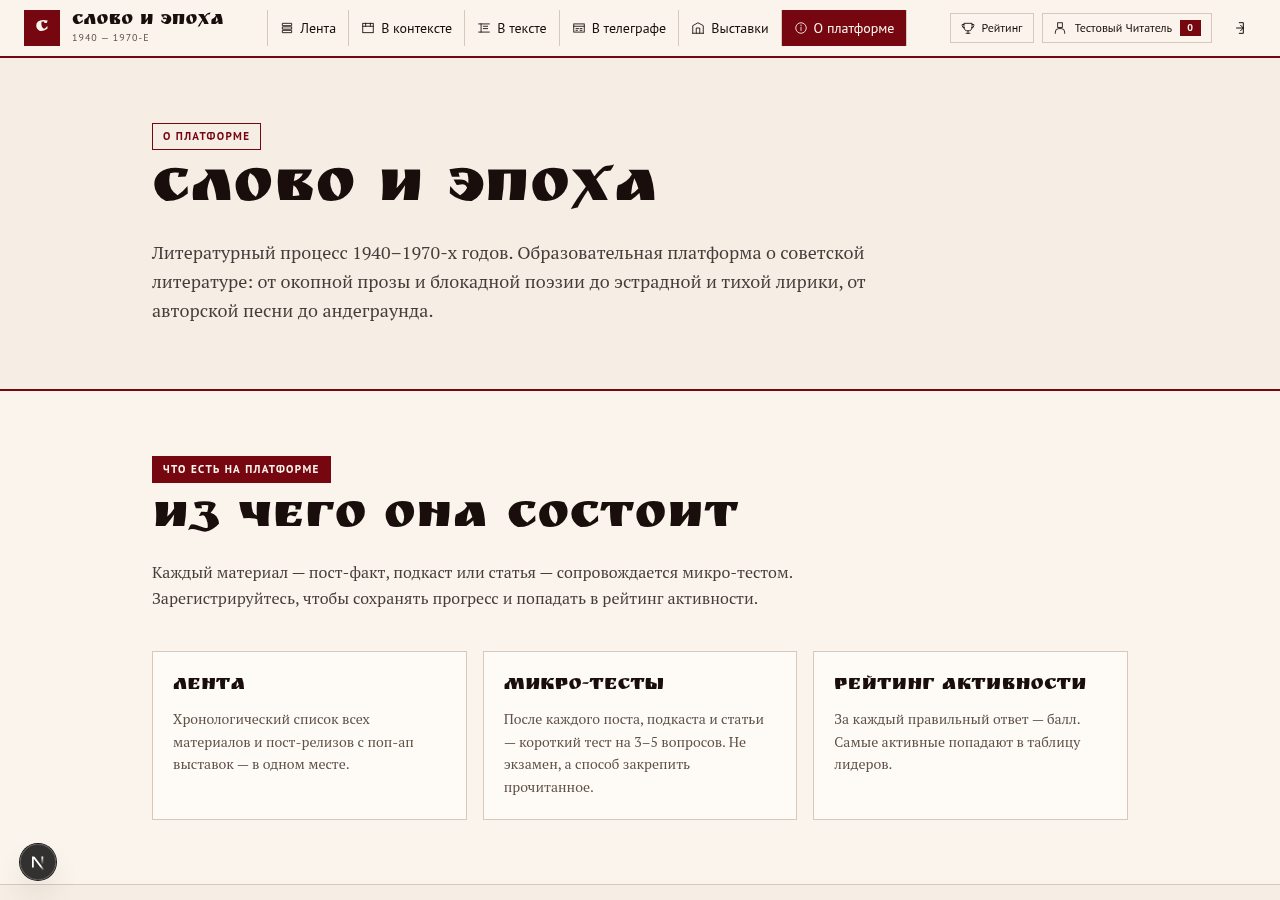 С
СЛОВО И ЭПОХА
1940 — 1970-Е
Лента
В контексте
В тексте
В телеграфе
Выставки
О платформе
Рейтинг
Тестовый Читатель 0
О ПЛАТФОРМЕ
СЛОВО И ЭПОХА
Литературный процесс 1940–1970-х годов. Образовательная платформа о советской
литературе: от окопной прозы и блокадной поэзии до эстрадной и тихой лирики, от
авторской песни до андеграунда.
ЧТО ЕСТЬ НА ПЛАТФОРМЕ
ИЗ ЧЕГО ОНА СОСТОИТ
Каждый материал — пост-факт, подкаст или статья — сопровождается микро-тестом.
Зарегистрируйтесь, чтобы сохранять прогресс и попадать в рейтинг активности.
ЛЕНТА
Хронологический список всех
материалов и пост-релизов с поп-ап
выставок — в одном месте.
МИКРО-ТЕСТЫ
После каждого поста, подкаста и статьи
— короткий тест на 3–5 вопросов. Не
экзамен, а способ закрепить
прочитанное.
РЕЙТИНГ АКТИВНОСТИ
За каждый правильный ответ — балл.
Самые активные попадают в таблицу
лидеров.
N